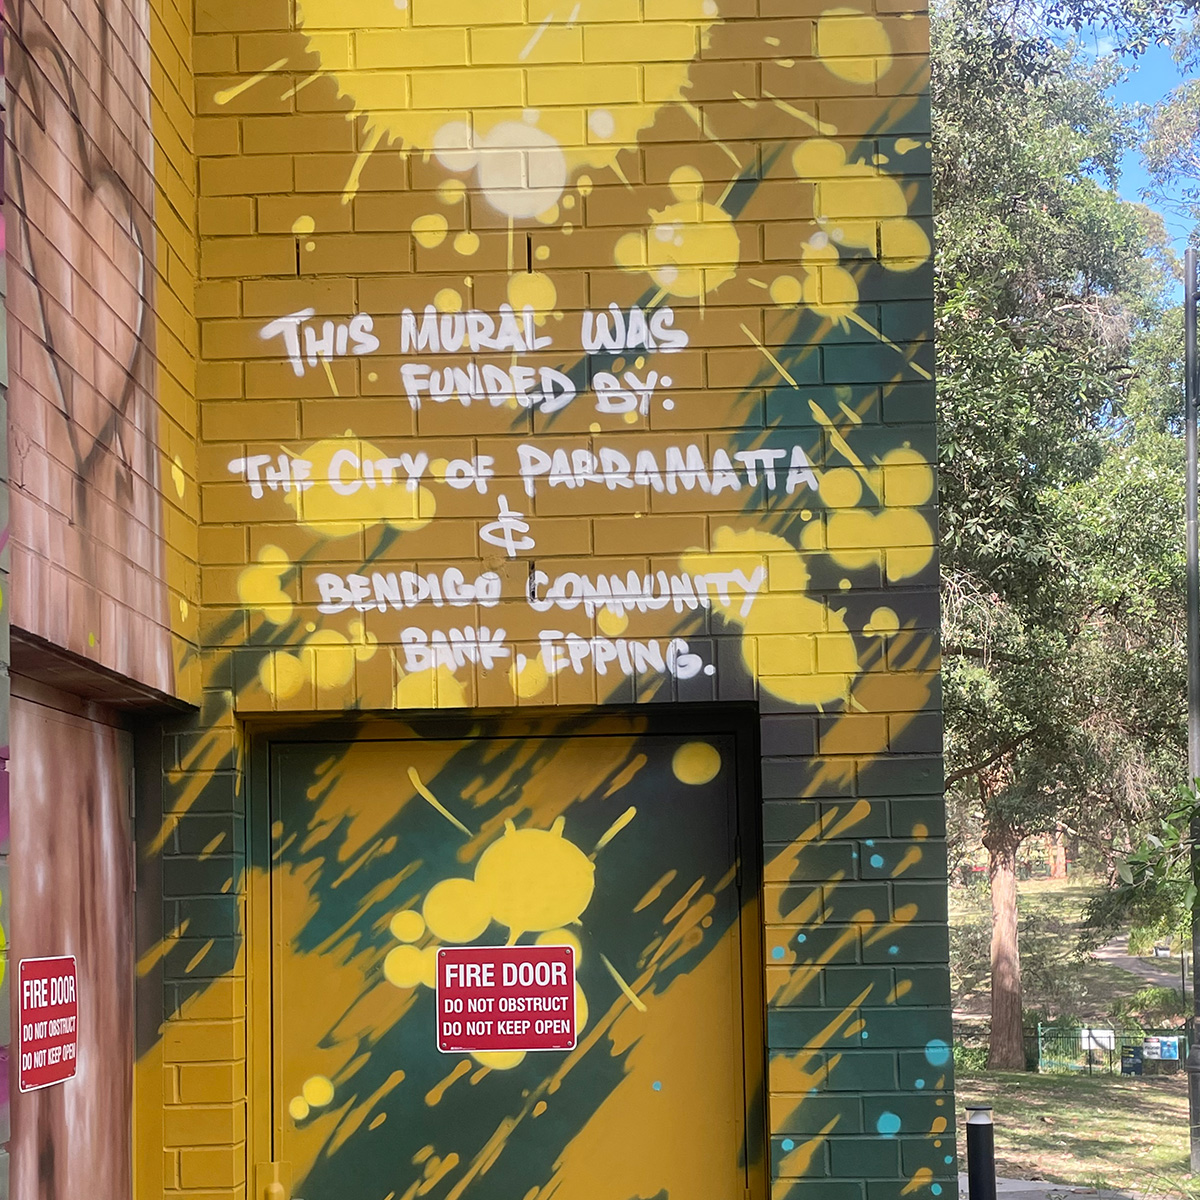 THIS MURAL WAS
FUNDED BY:
THE CITY OF PARRAMATTA
&
BENDIGO COMMUNITY
BANK, EPPING.
FIRE DOOR
DO NOT OBSTRUCT
DO NOT KEEP OPEN
FIRE DOOR
DO NOT OBSTRUCT
DO NOT KEEP OPEN